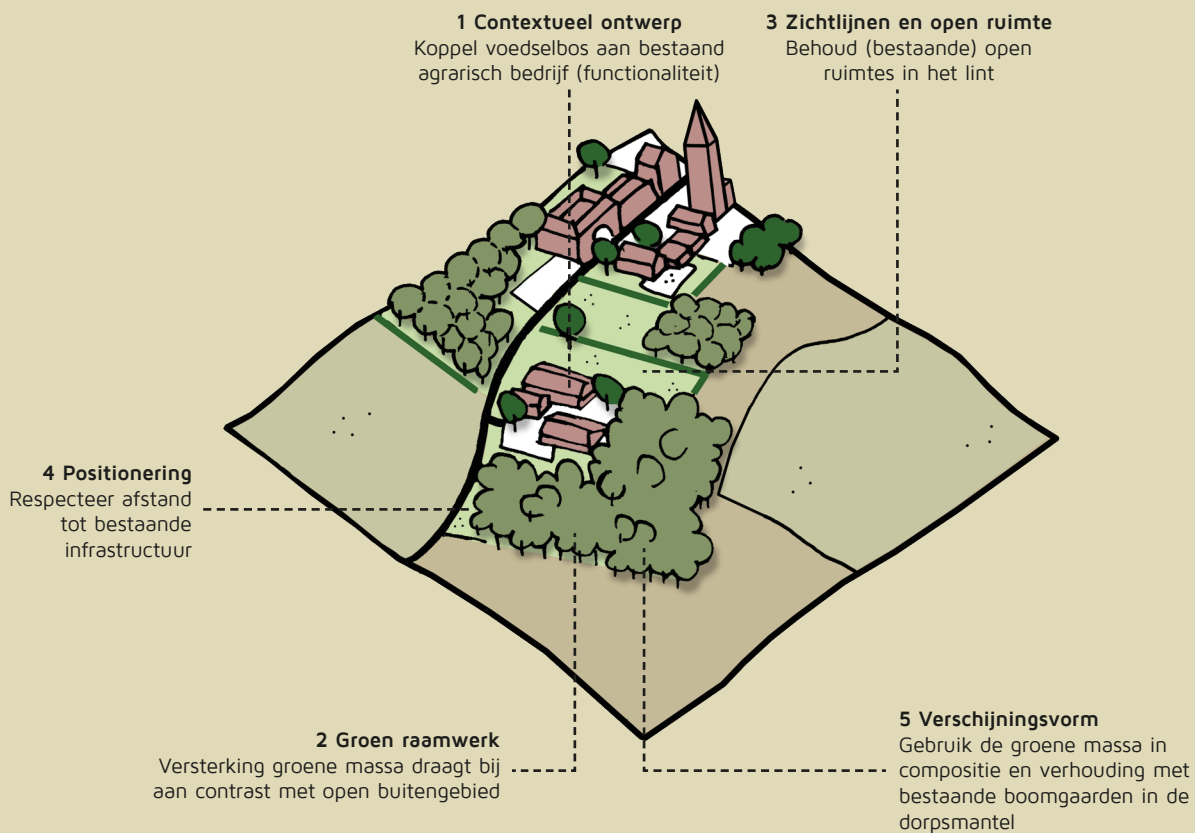 1 Contextueel ontwerp
Koppel voedselbos aan bestaand
agrarisch bedrijf (functionaliteit)
3 Zichtlijnen en open ruimte
Behoud (bestaande) open
ruimtes in het lint
4 Positionering
Respecteer afstand
tot bestaande
infrastructuur
2 Groen raamwerk
Versterking groene massa draagt bij
aan contrast met open buitengebied
5 Verschijningsvorm
Gebruik de groene massa in
compositie en verhouding met
bestaande boomgaarden in de
dorpsmantel